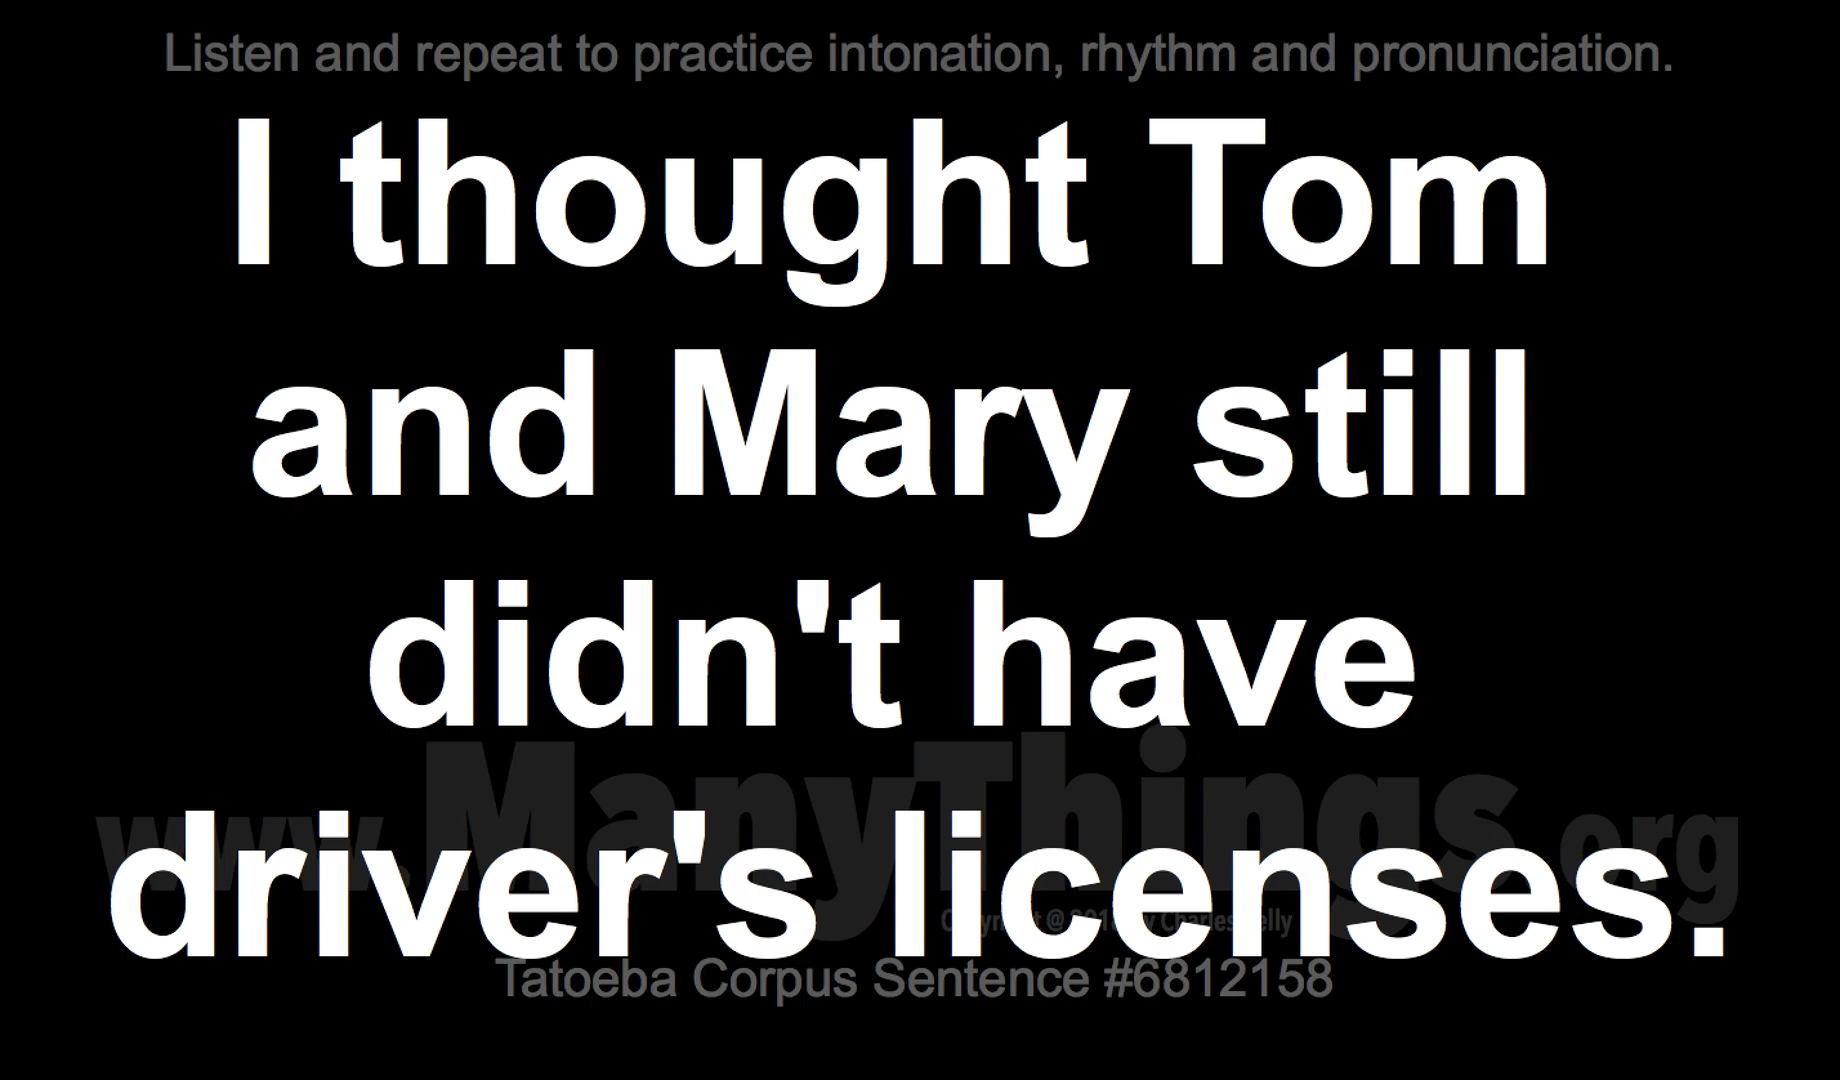 Listen and repeat to practice intonation, rhythm and pronunciation.
I thought Tom
and Mary still
didn't have
www.ManyThings.org
driver's licenses.
Tatoeba Corpus Sentence #6812158